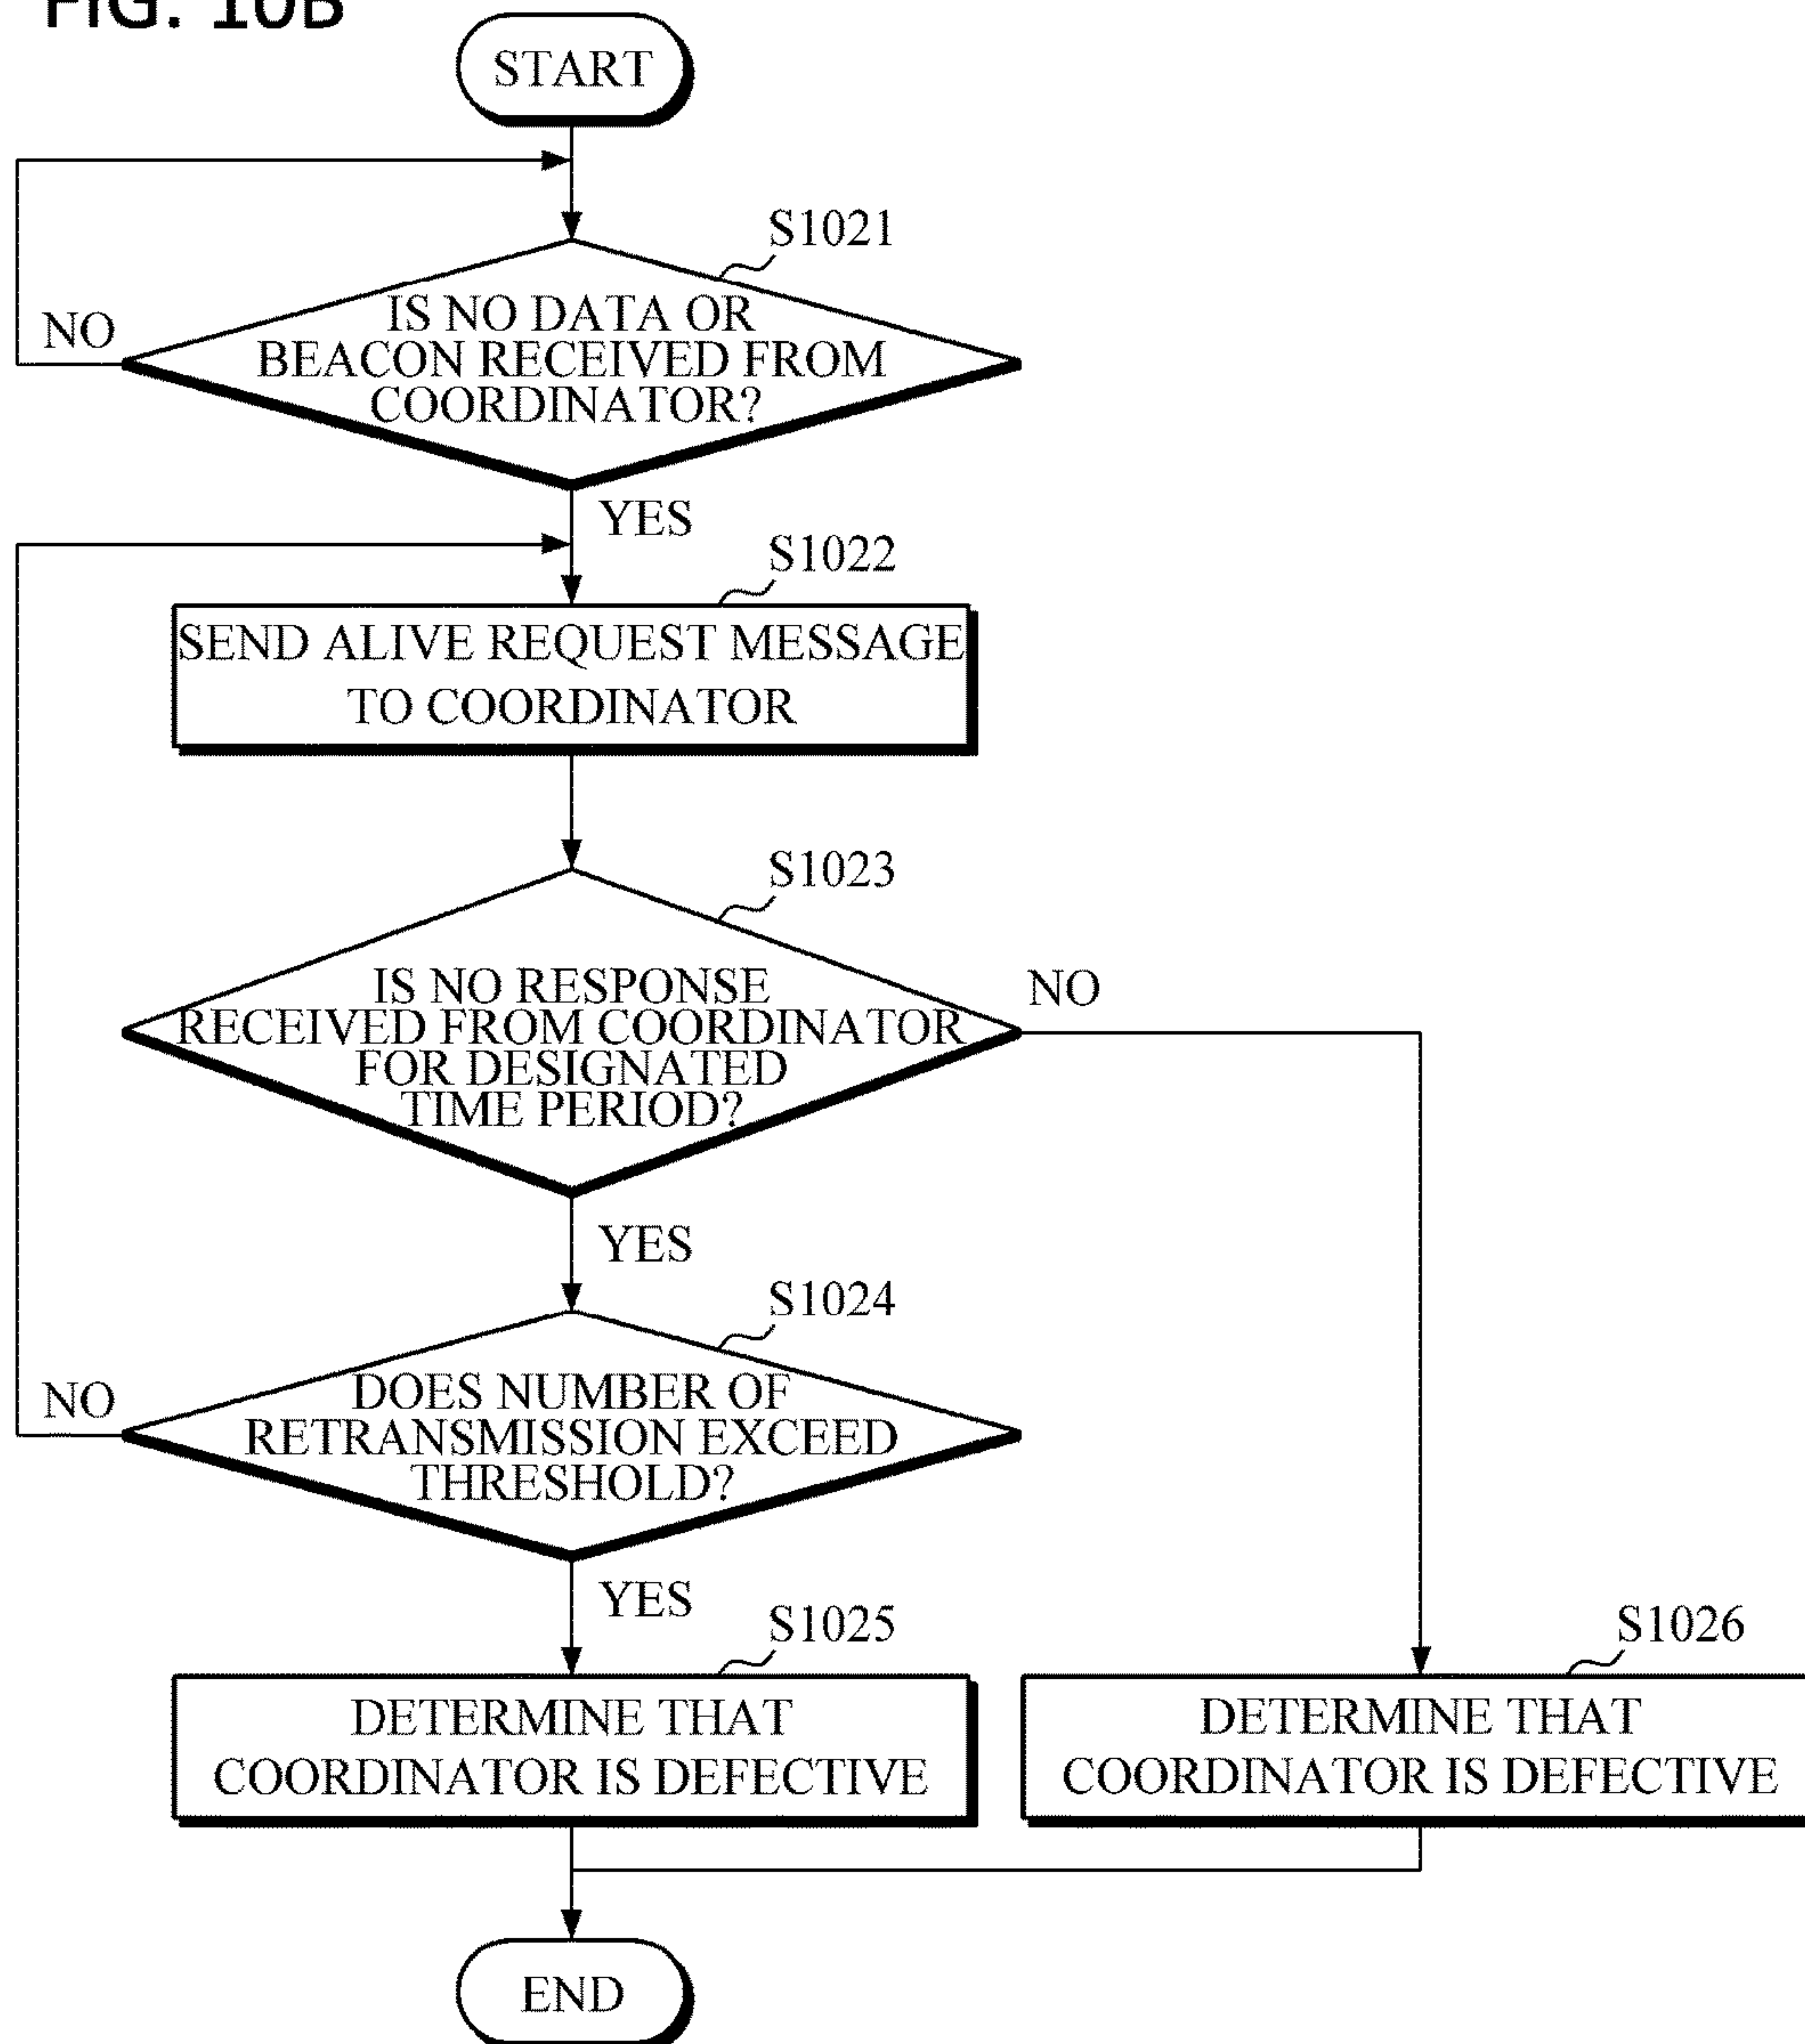 FIG. 10B
START
S1021
IS NO DATA OR
BEACON RECEIVED FROM
COORDINATOR?
NO
YES
S1022
SEND ALIVE REQUEST MESSAGE
TO COORDINATOR
S1023
IS NO RESPONSE
RECEIVED FROM COORDINATOR
FOR DESIGNATED
TIME PERIOD?
NO
YES
S1024
DOES NUMBER OF
RETRANSMISSION EXCEED
THRESHOLD?
NO
YES
S1025
DETERMINE THAT
COORDINATOR IS DEFECTIVE
S1026
DETERMINE THAT
COORDINATOR IS DEFECTIVE
END